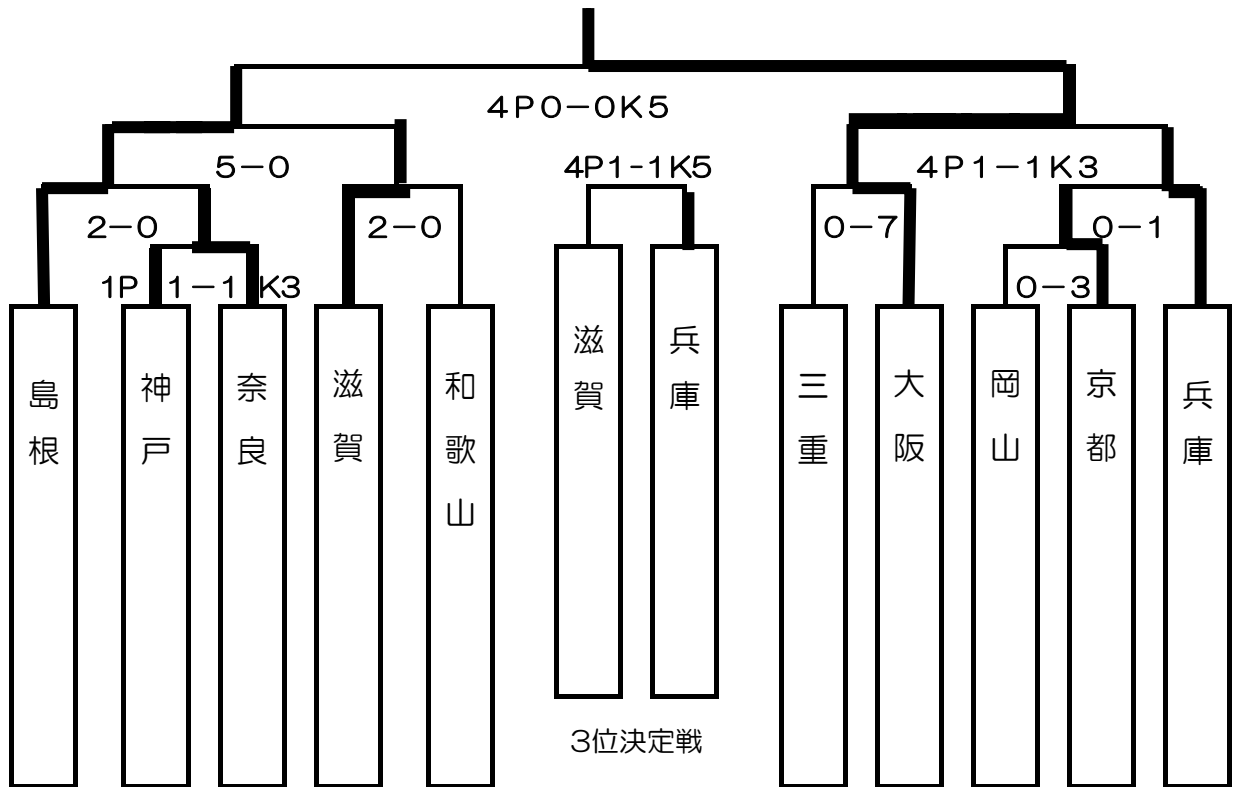 4P0-0K5
5-0
4P1-1K5
4P1-1K3
2-0
2-0
0-7
0-1
1P 1-1 K3
0-3
島根
神戸
奈良
滋賀
和歌山
滋賀
兵庫
三重
大阪
岡山
京都
兵庫
3位決定戦